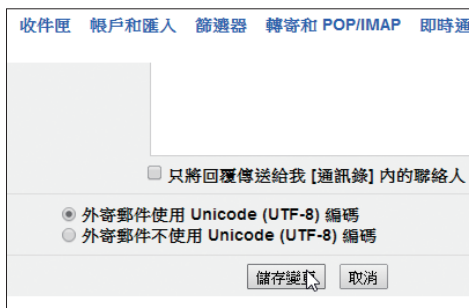 收件匣 帳戶和匯入 篩選器 轉寄和 POP/IMAP 即時通
只將回覆傳送給我 [通訊錄] 內的聯絡人
外寄郵件使用 Unicode (UTF-8) 編碼
外寄郵件不使用 Unicode (UTF-8) 編碼
儲存變更 取消